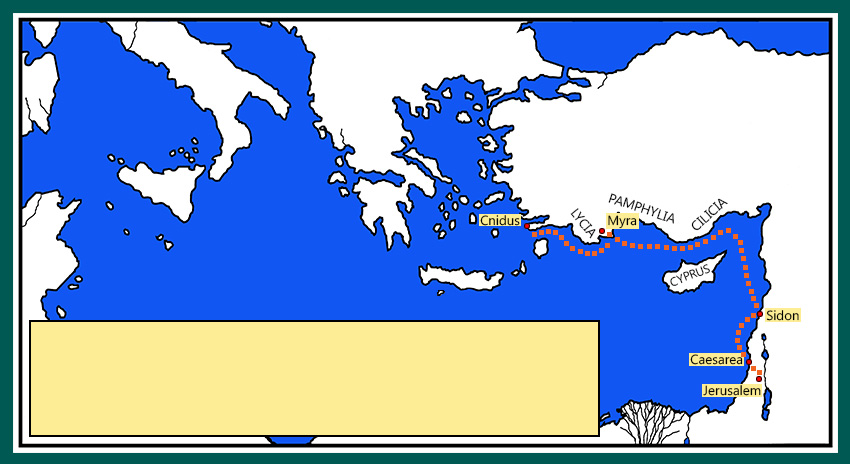 PAMPHYLIA
CILICIA
LYCIA
Myra
Cnidus
CYPRUS
Sidon
Caesarea
Jerusalem